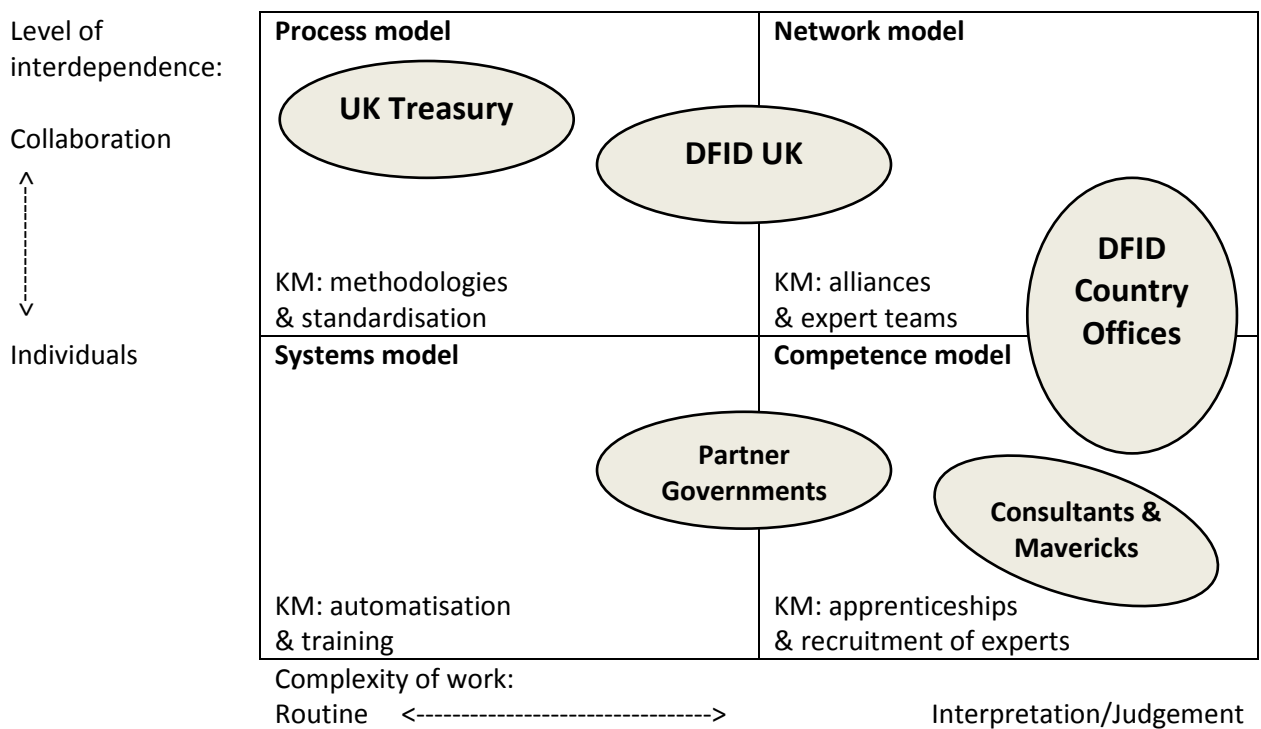 Level of
interdependence:
Collaboration
Individuals
Process model
UK Treasury
KM: methodologies
& standardisation
Network model
DFID UK
KM: alliances
& expert teams
DFID
Country
Offices
Systems model
KM: automatisation
& training
Competence model
Partner
Governments
Consultants &
Mavericks
KM: apprenticeships
& recruitment of experts
Complexity of work:
Routine <---------------------------------> Interpretation/Judgement